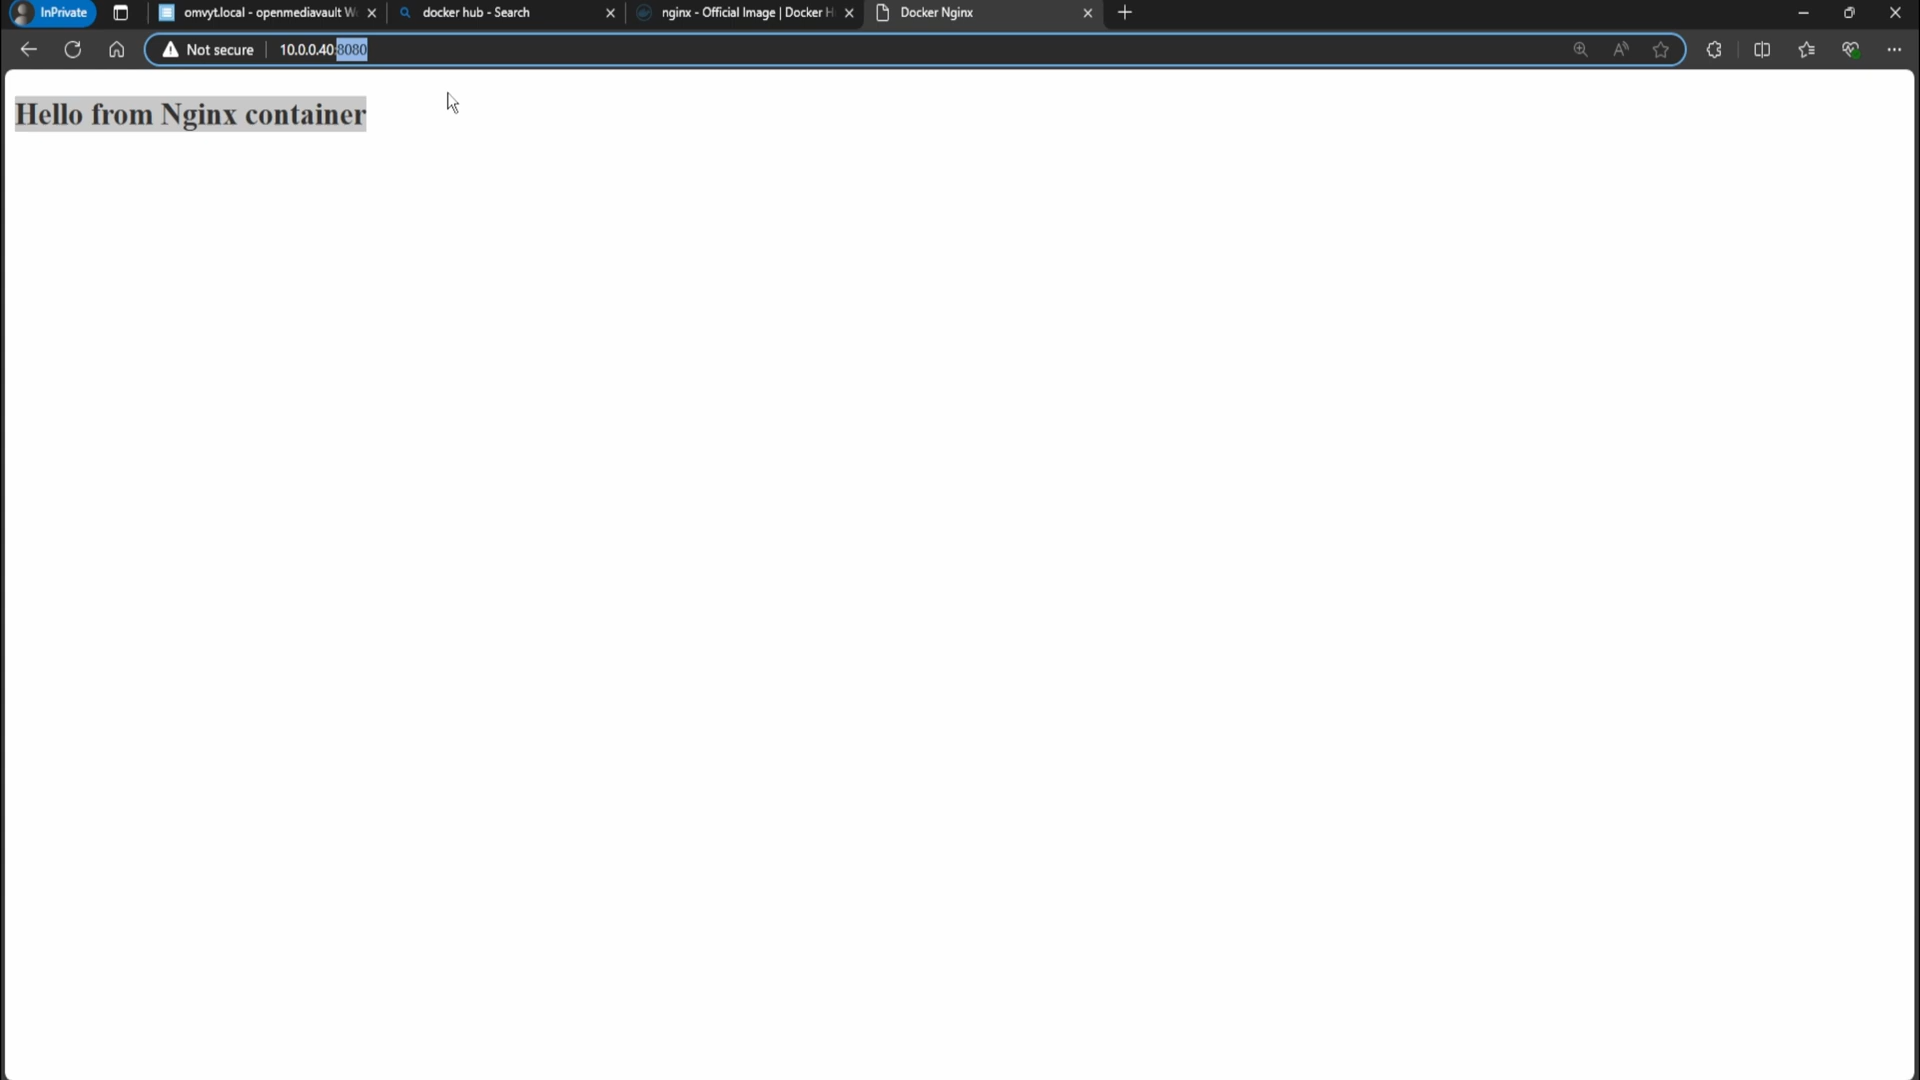 InPrivate
omvyt.local - openmediavault W
docker hub - Search
nginx - Official Image | Docker H
Docker Nginx
Not secure
10.0.0.40:8080
Hello from Nginx container